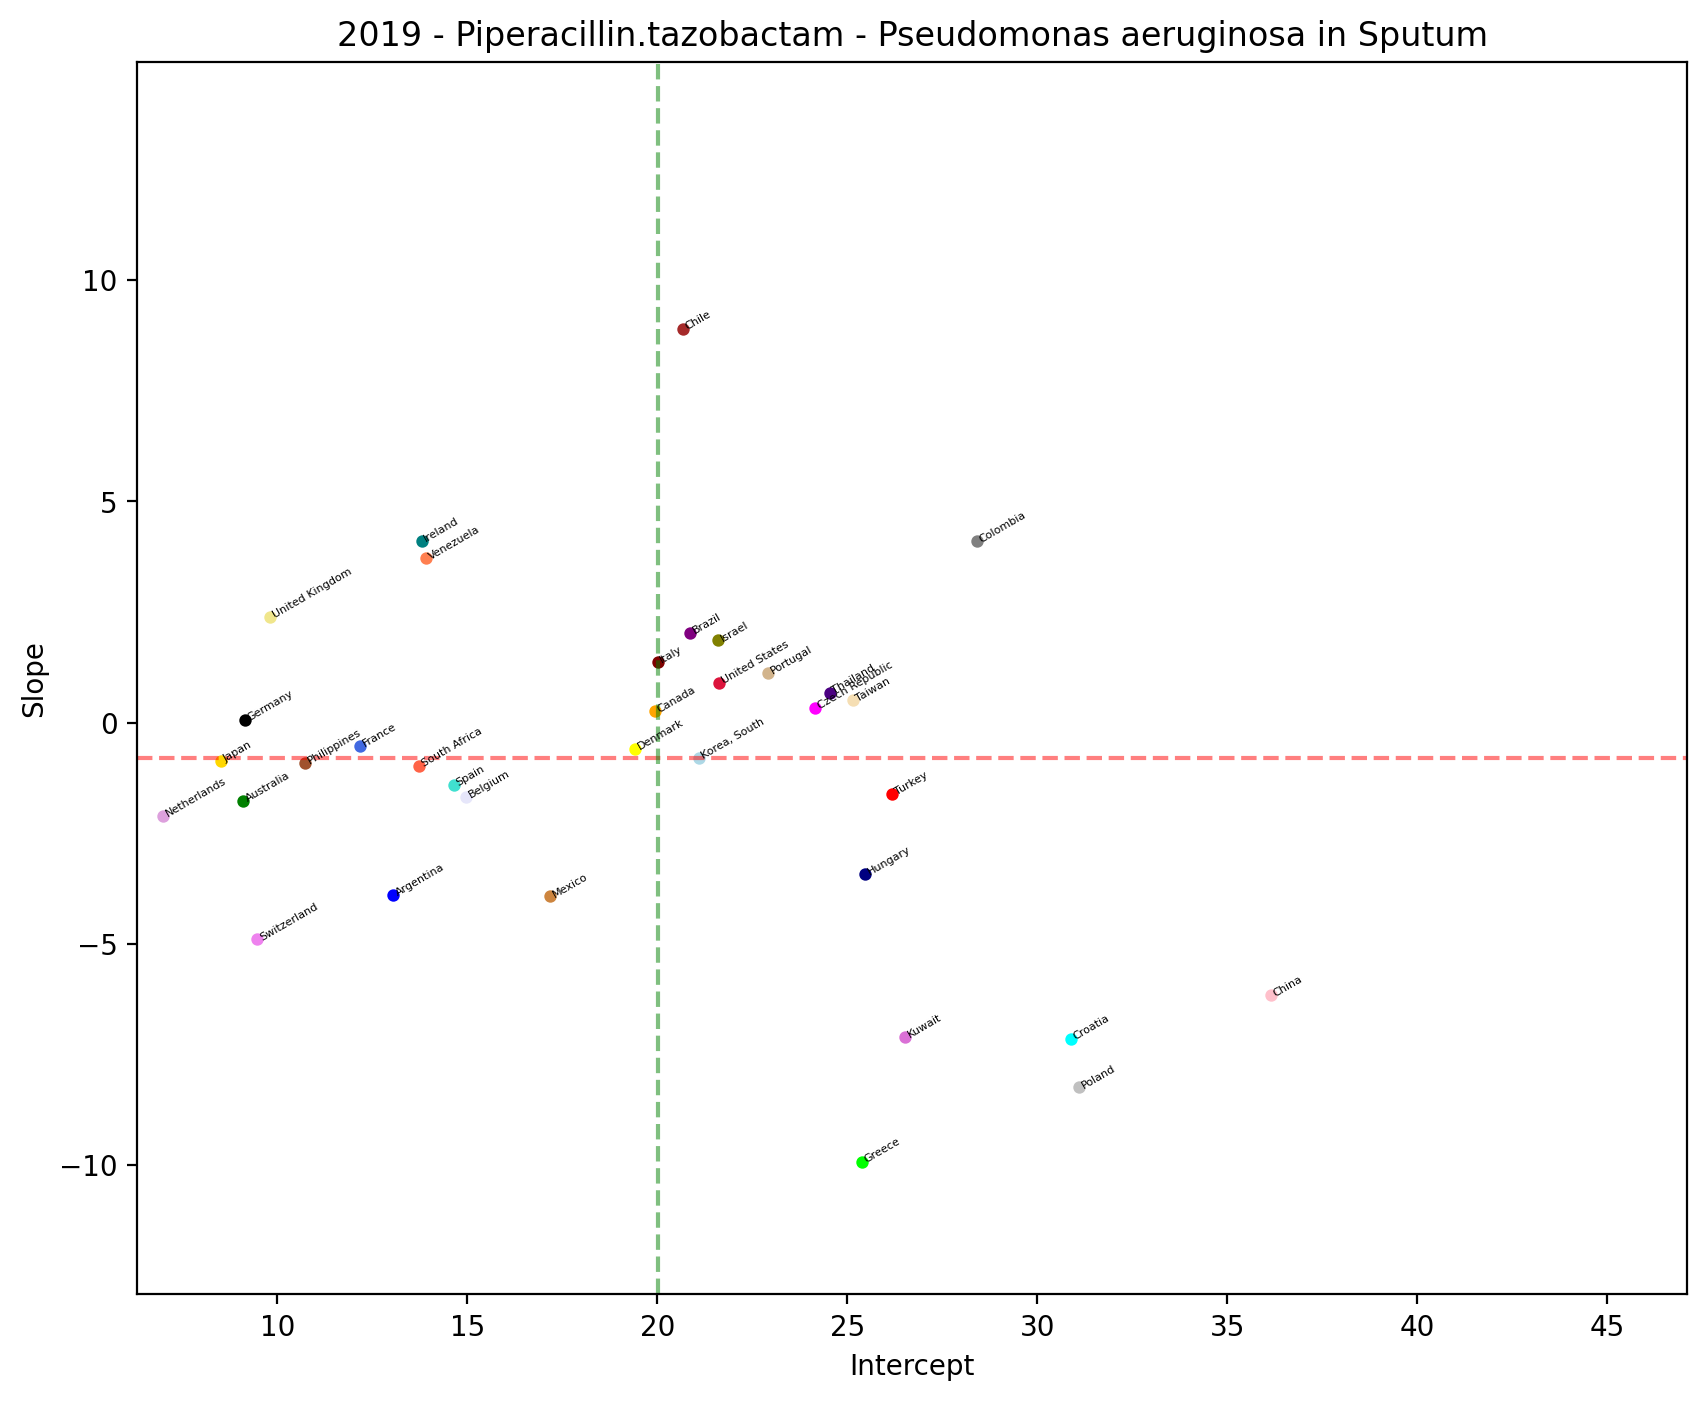 2019 - Piperacillin.tazobactam - Pseudomonas aeruginosa in Sputum
Slope
10
5
0
−5
−10
Chile
Ireland
Venezuela
Colombia
United Kingdom
Brazil
Israel
Italy
United States
Portugal
Thailand
Czech Republic
Taiwan
Canada
Germany
Denmark
Korea, South
France
Philippines
Japan
South Africa
Spain
Belgium
Australia
Netherlands
Turkey
Hungary
Argentina
Mexico
Switzerland
China
Kuwait
Croatia
Poland
Greece
10 15 20 25 30 35 40 45
Intercept